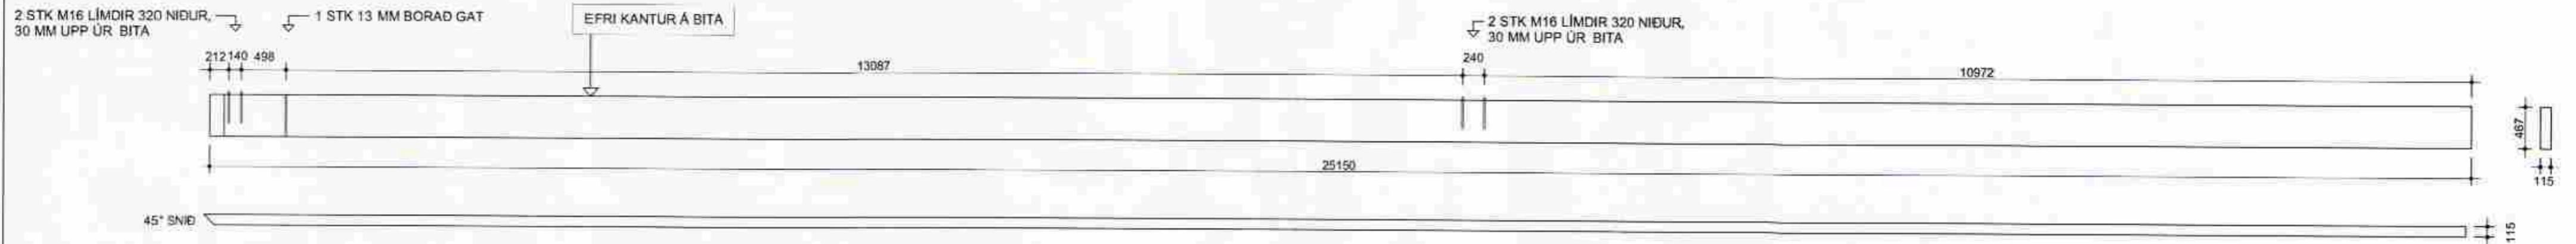 2 STK M16 LÍMDIR 320 NIÐUR,
30 MM UPP ÚR BITA
1 STK 13 MM BORAÐ GAT
EFRI KANTUR Á BITA
2 STK M16 LÍMDIR 320 NIÐUR,
30 MM UPP ÚR BITA
212 140 498
13087
240
10972
467
25150
115
45° SNIÐ
115